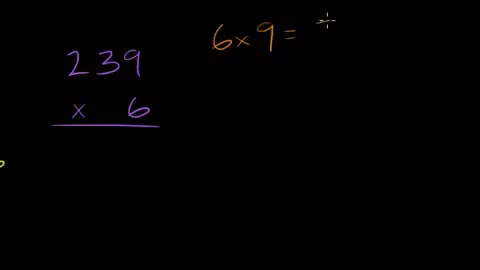 6 × 9 =
239
× 6